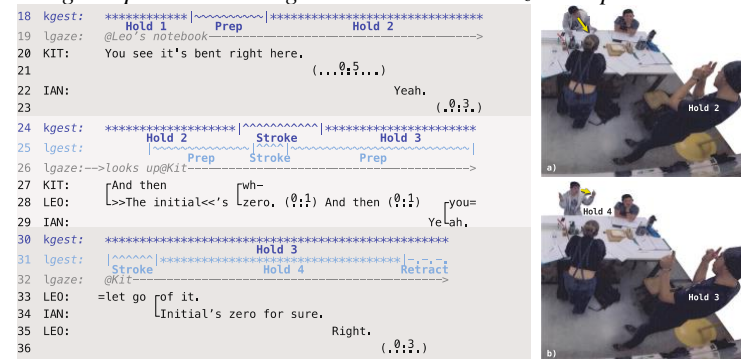 18 kgest: *************|~~~~~~~~~~|*****************************
Hold 1 Prep Hold 2
19 lgaze: @Leo's notebook---------------------------------------->
20 KIT: You see it's bent right here.
21 (...0:5......)
22 IAN: Yeah.
23 (..0:3..)
24 kgest: ********************|^^^^^^^^^^^|***********************
Hold 2 Stroke Hold 3
25 lgest: |~~~~~~~~~~~~~~~|^^^^|~~~~~~~~~~~~~~~~~~~~~~~~~~~|
Prep Stroke Prep
26 lgaze:-->looks up@Kit------------------------------------------->
27 KIT: ⌈And then ⌈wh-
28 LEO: ⌊>>The initial<<'s ⌊zero. (0:1) And then (0:1) ⌈you=
29 IAN: Ye⌊ah.
30 kgest: ****************************************************
Hold 3
31 lgest: |^^^^^^|*************************************|-.-.-.
Stroke Hold 4 Retract
32 lgaze: @Kit----------------------------------------------->
33 LEO: =let go ⌈of it.
34 IAN: ⌊Initial's zero for sure.
35 LEO: Right.
36 (..0:3..)
Hold 2
a)
Hold 4
Hold 3
b)